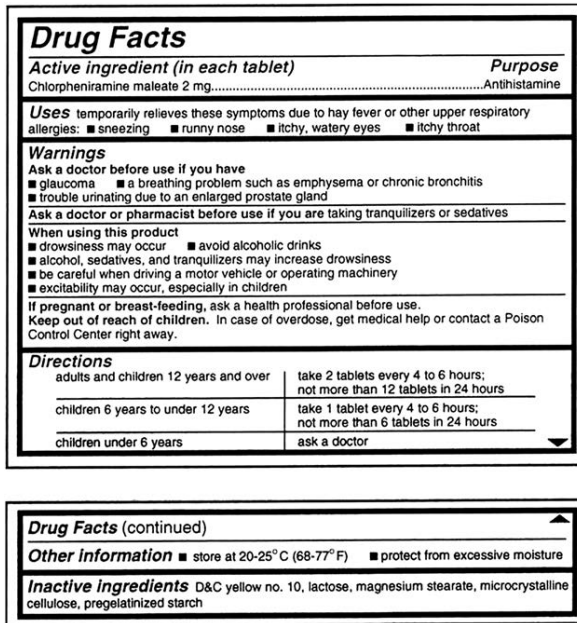 Drug Facts
Active ingredient (in each tablet) Purpose
Chlorpheniramine maleate 2 mg..............................................................Antihistamine
Uses temporarily relieves these symptoms due to hay fever or other upper respiratory
allergies: ■ sneezing ■ runny nose ■ itchy, watery eyes ■ itchy throat
Warnings
Ask a doctor before use if you have
■ glaucoma ■ a breathing problem such as emphysema or chronic bronchitis
■ trouble urinating due to an enlarged prostate gland
Ask a doctor or pharmacist before use if you are taking tranquilizers or sedatives
When using this product
■ drowsiness may occur ■ avoid alcoholic drinks
■ alcohol, sedatives, and tranquilizers may increase drowsiness
■ be careful when driving a motor vehicle or operating machinery
■ excitability may occur, especially in children
If pregnant or breast-feeding, ask a health professional before use.
Keep out of reach of children. In case of overdose, get medical help or contact a Poison
Control Center right away.
Directions
adults and children 12 years and over take 2 tablets every 4 to 6 hours;
not more than 12 tablets in 24 hours
children 6 years to under 12 years take 1 tablet every 4 to 6 hours;
not more than 6 tablets in 24 hours
children under 6 years ask a doctor
Drug Facts (continued)
Other information ■ store at 20-25°C (68-77°F) ■ protect from excessive moisture
Inactive ingredients D&C yellow no. 10, lactose, magnesium stearate, microcrystalline
cellulose, pregelatinized starch